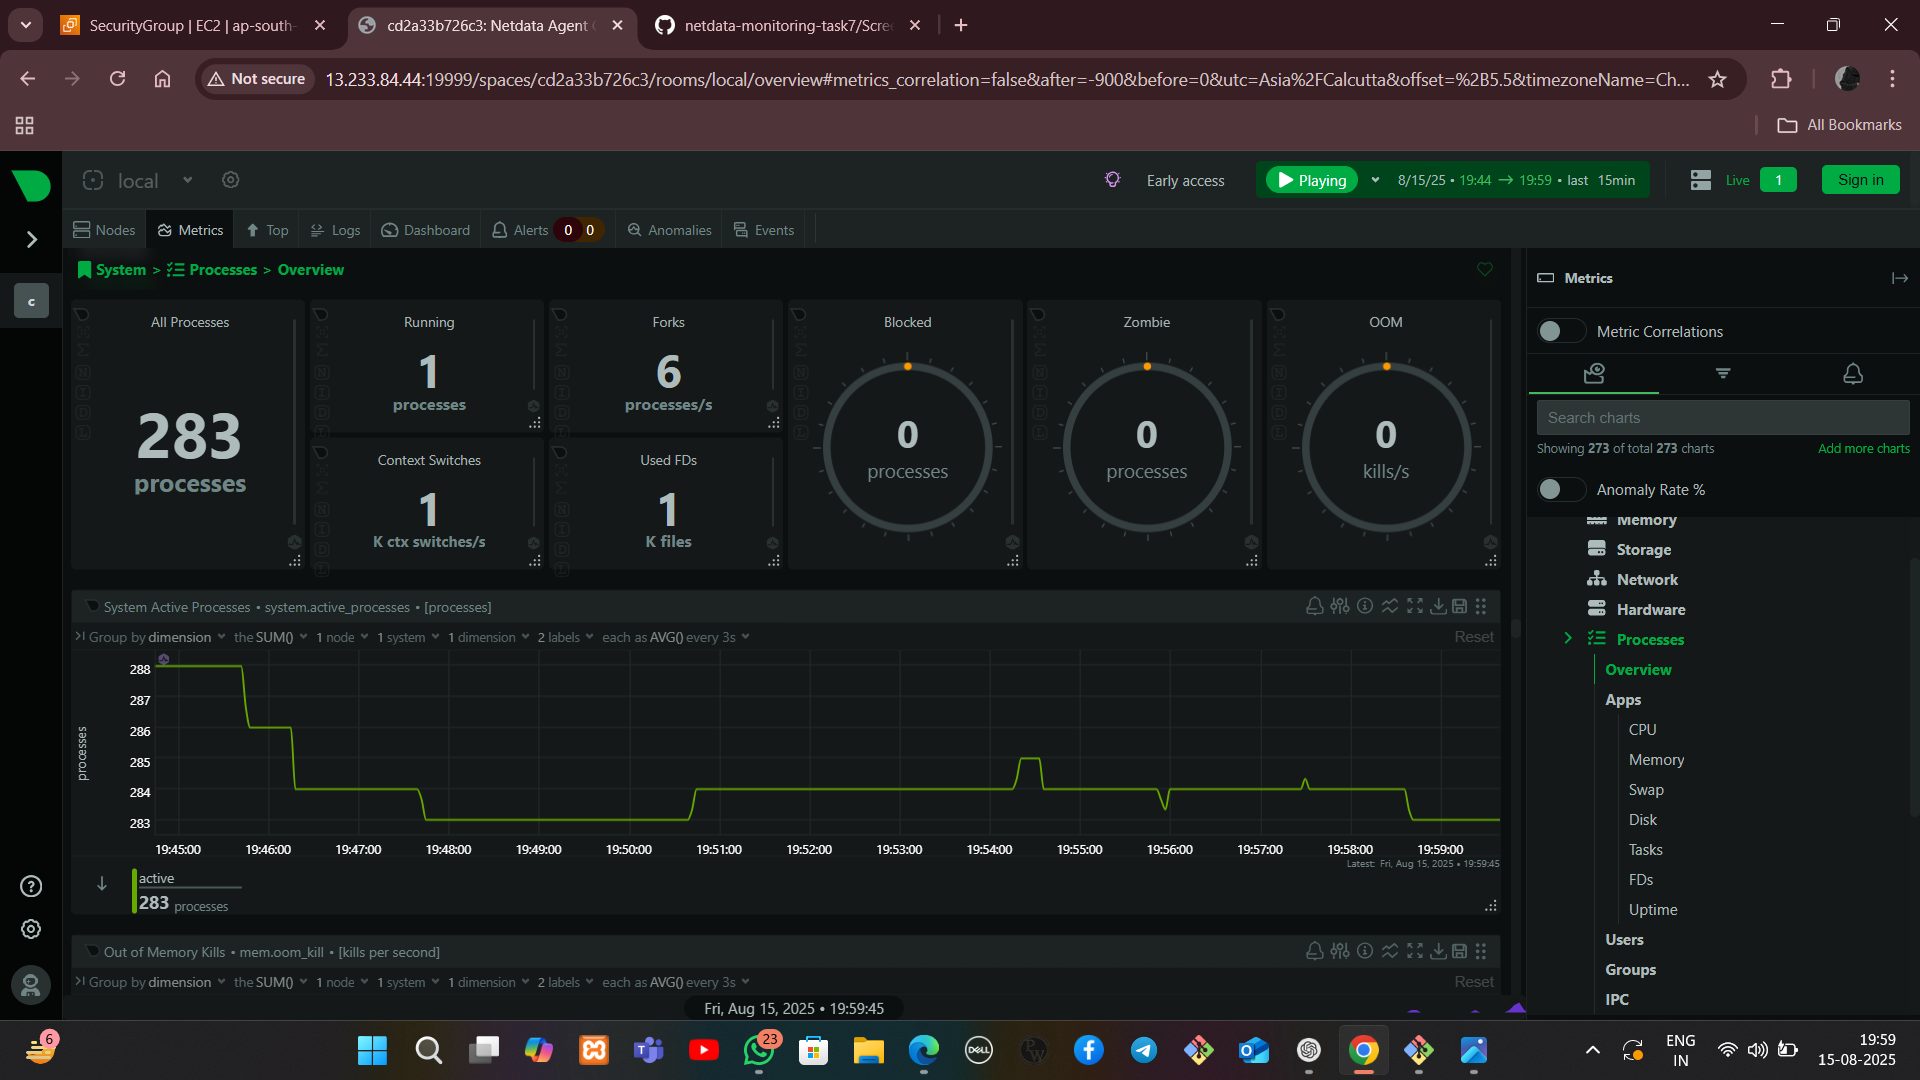 SecurityGroup | EC2 | ap-south-
cd2a33b726c3: Netdata Agent
netdata-monitoring-task7/Scre
Not secure
13.233.84.44:19999/spaces/cd2a33b726c3/rooms/local/overview#metrics_correlation=false&after=-900&before=0&utc=Asia%2FCalcutta&offset=%2B5.5&timezoneName=Ch...
All Bookmarks
local
Early access
Playing
8/15/25 • 19:44 → 19:59 • last 15min
Live
1
Sign in
Nodes
Metrics
Top
Logs
Dashboard
Alerts 0 0
Anomalies
Events
c
System > Processes > Overview
All Processes
283
processes
Running
1
processes
Forks
6
processes/s
Context Switches
1
K ctx switches/s
Used FDs
1
K files
Blocked
0
processes
Zombie
0
processes
OOM
0
kills/s
System Active Processes • system.active_processes • [processes]
Group by dimension the SUM() 1 node 1 system 1 dimension 2 labels each as AVG() every 3s
Reset
processes
288
287
286
285
284
283
19:45:00 19:46:00 19:47:00 19:48:00 19:49:00 19:50:00 19:51:00 19:52:00 19:53:00 19:54:00 19:55:00 19:56:00 19:57:00 19:58:00 19:59:00
Latest: Fri, Aug 15, 2025 • 19:59:45
active
283 processes
Out of Memory Kills • mem.oom_kill • [kills per second]
Group by dimension the SUM() 1 node 1 system 1 dimension 2 labels each as AVG() every 3s
Reset
Fri, Aug 15, 2025 • 19:59:45
Metrics
Metric Correlations
Search charts
Showing 273 of total 273 charts
Add more charts
Anomaly Rate %
Memory
Storage
Network
Hardware
Processes
Overview
Apps
CPU
Memory
Swap
Disk
Tasks
FDs
Uptime
Users
Groups
IPC
6
23
DELL
ENG
IN
19:59
15-08-2025